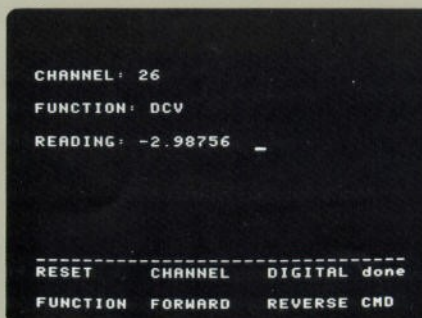 CHANNEL: 26
FUNCTION: DCV
READING: -2.98756 _
--------------------------------------
RESET CHANNEL DIGITAL done
FUNCTION FORWARD REVERSE CMD